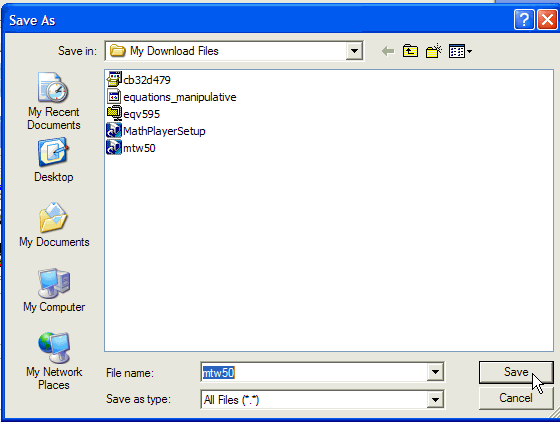 Save As
Save in: My Download Files
cb32d479
equations_manipulative
eqv595
MathPlayerSetup
mtw50
My Recent
Documents
Desktop
My Documents
My Computer
My Network
Places
File name: mtw50 Save
Save as type: All Files (*.*) Cancel